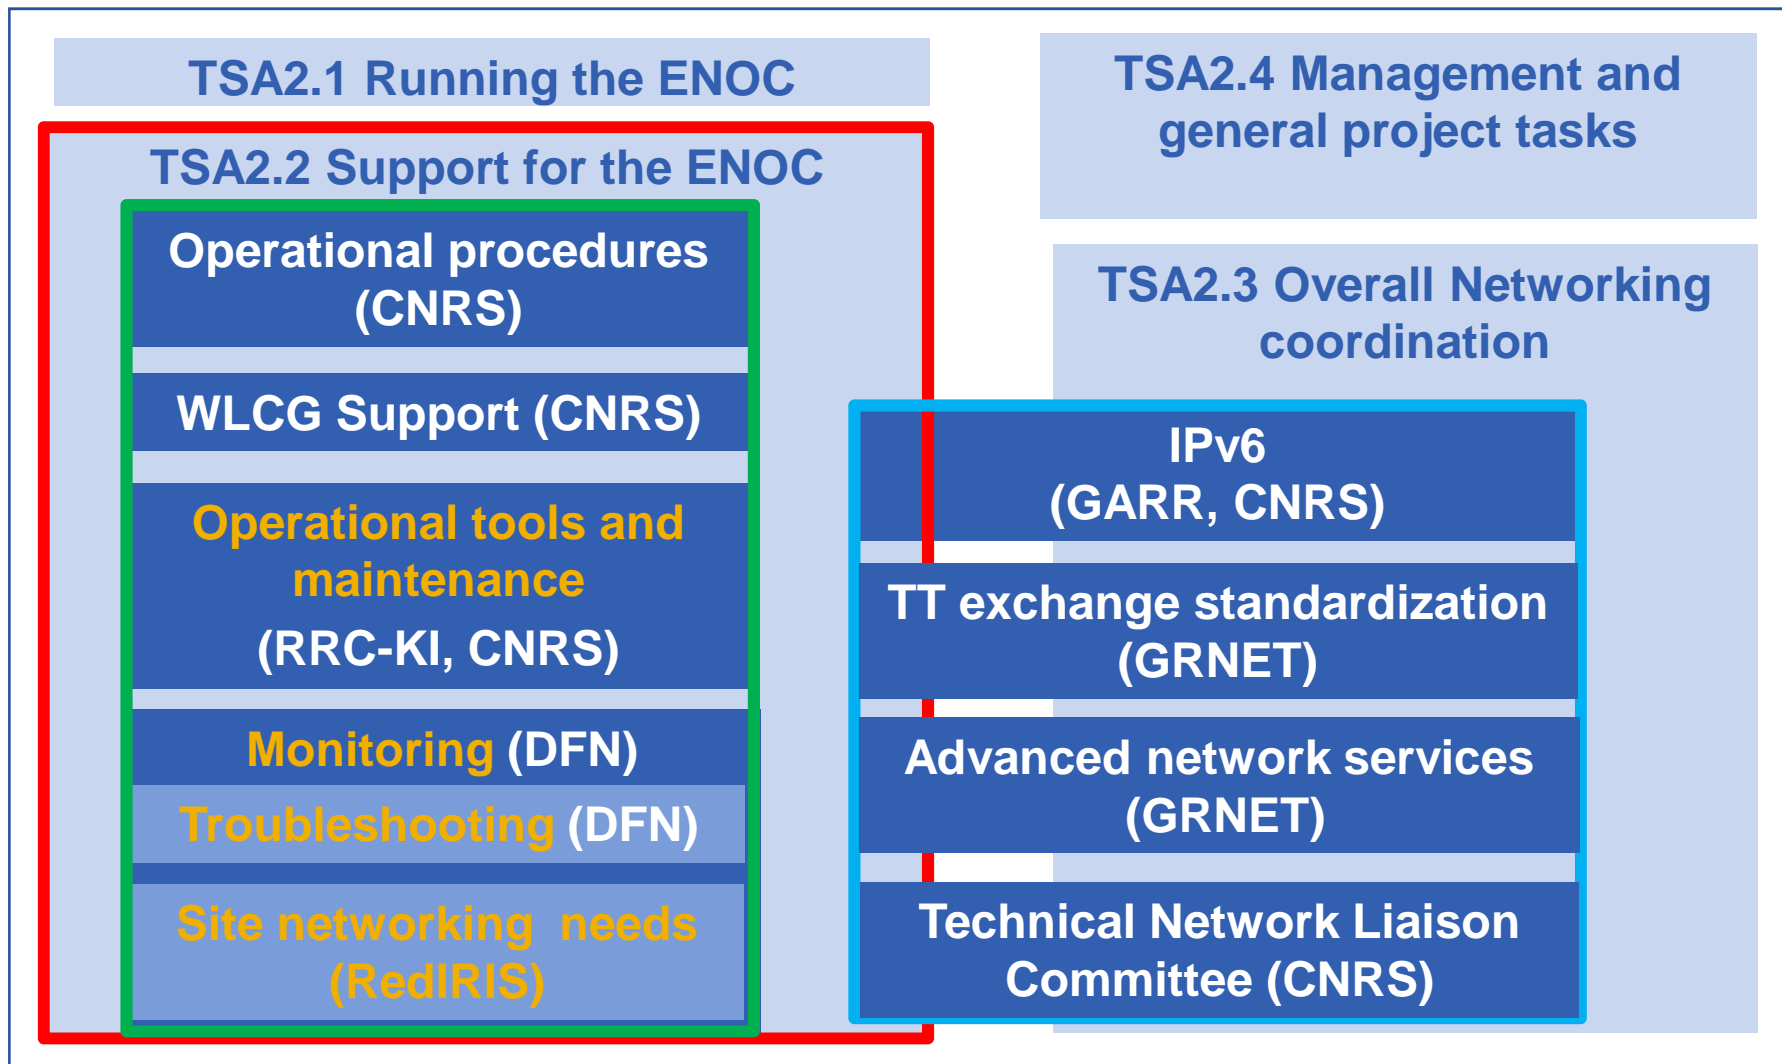 TSA2.1 Running the ENOC
TSA2.2 Support for the ENOC
Operational procedures
(CNRS)
WLCG Support (CNRS)
Operational tools and
maintenance
(RRC-KI, CNRS)
Monitoring (DFN)
Troubleshooting (DFN)
Site networking needs
(RedIRIS)
TSA2.4 Management and
general project tasks
TSA2.3 Overall Networking
coordination
IPv6
(GARR, CNRS)
TT exchange standardization
(GRNET)
Advanced network services
(GRNET)
Technical Network Liaison
Committee (CNRS)